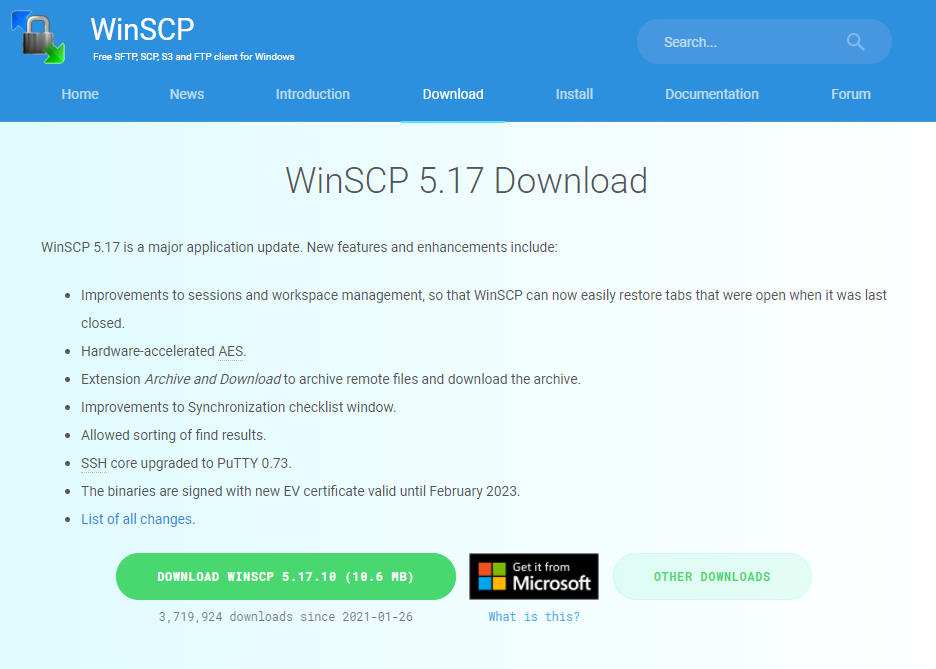 WinSCP
Free SFTP, SCP, S3 and FTP client for Windows
Search...
Home News Introduction Download Install Documentation Forum
WinSCP 5.17 Download
WinSCP 5.17 is a major application update. New features and enhancements include:
Improvements to sessions and workspace management, so that WinSCP can now easily restore tabs that were open when it was last
closed.
Hardware-accelerated AES.
Extension Archive and Download to archive remote files and download the archive.
Improvements to Synchronization checklist window.
Allowed sorting of find results.
SSH core upgraded to PuTTY 0.73.
The binaries are signed with new EV certificate valid until February 2023.
List of all changes.
DOWNLOAD WINSCP 5.17.10 (10.6 MB)
Get it from
Microsoft
OTHER DOWNLOADS
3,719,924 downloads since 2021-01-26
What is this?